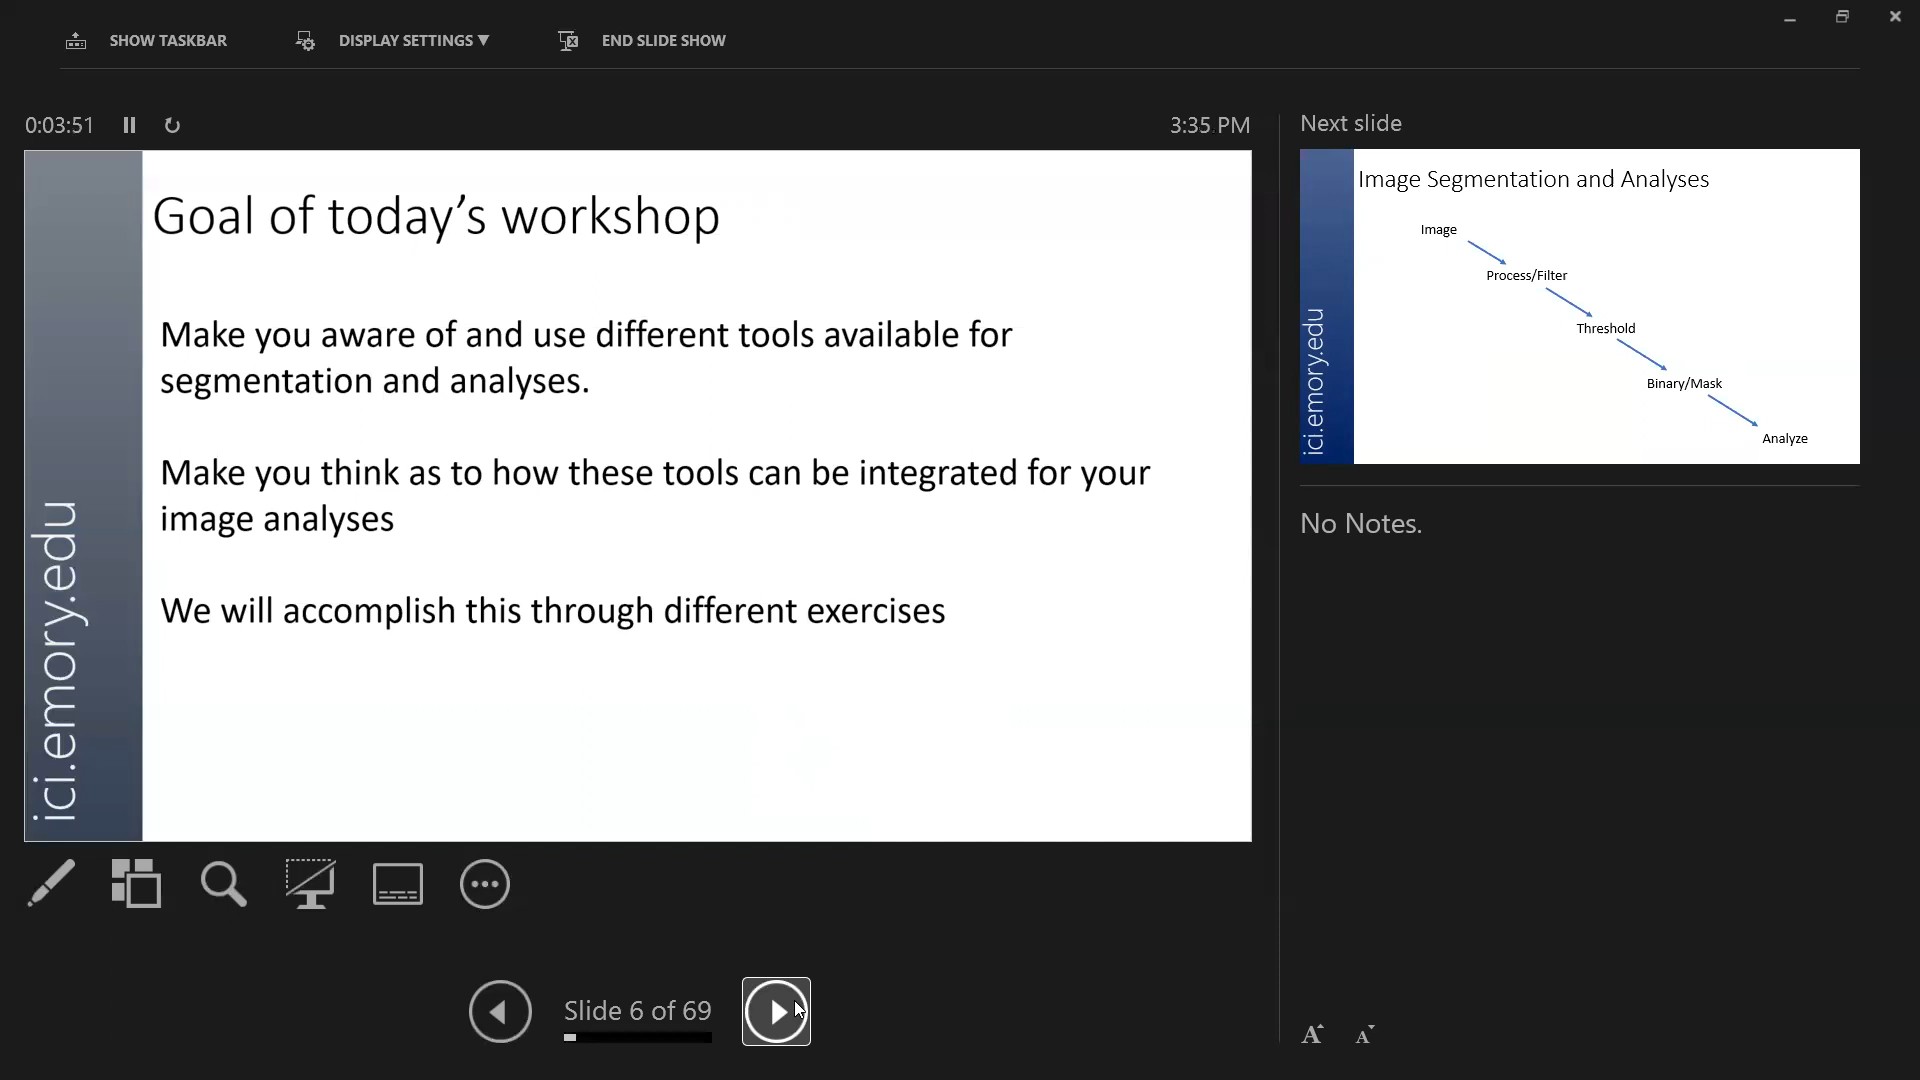 SHOW TASKBAR
DISPLAY SETTINGS ▼
END SLIDE SHOW
0:03:51
3:35 PM
Goal of today's workshop
Make you aware of and use different tools available for
segmentation and analyses.
Make you think as to how these tools can be integrated for your
image analyses
We will accomplish this through different exercises
ici.emory.edu
Slide 6 of 69
Next slide
Image Segmentation and Analyses
Image
Process/Filter
Threshold
Binary/Mask
Analyze
ici.emory.edu
No Notes.
A A